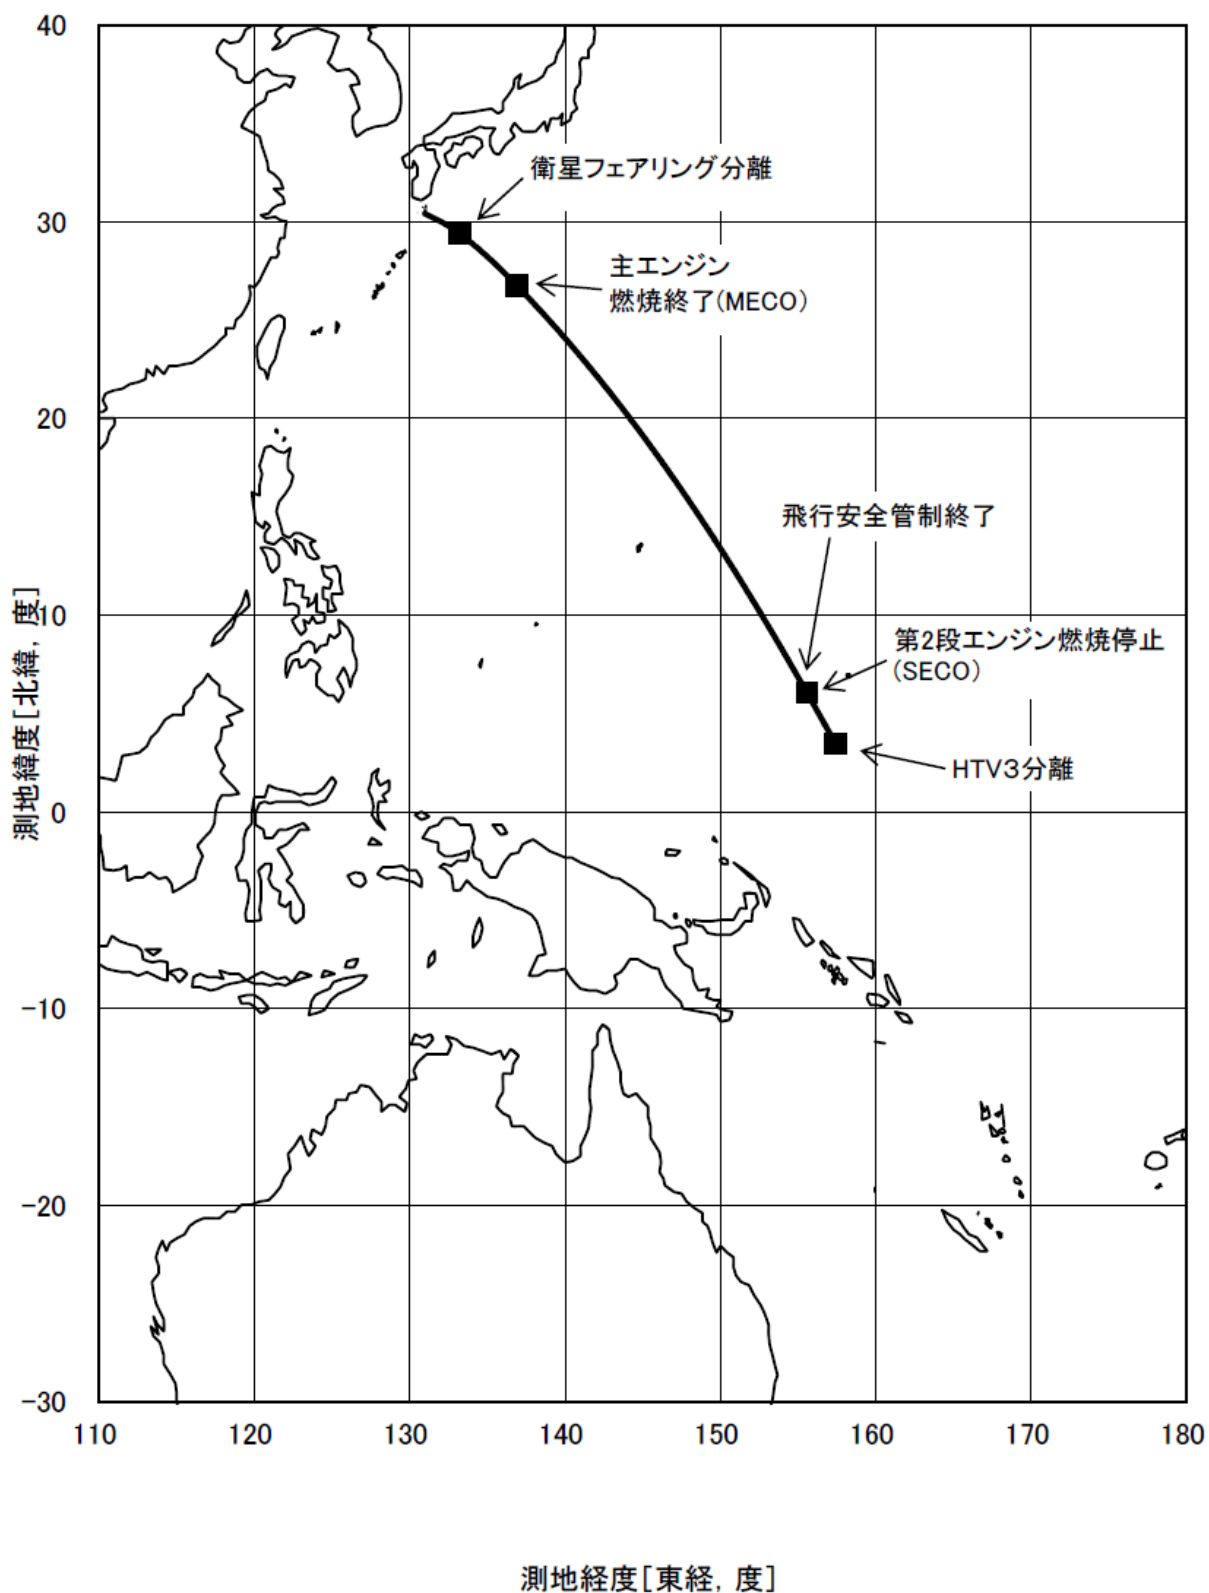 40
衛星フェアリング分離
30
主エンジン
燃焼終了(MECO)
20
飛行安全管制終了
10
第2段エンジン燃焼停止
(SECO)
HTV3分離
0
-10
-20
-30
測地緯度[北緯, 度]
110 120 130 140 150 160 170 180
測地経度[東経, 度]